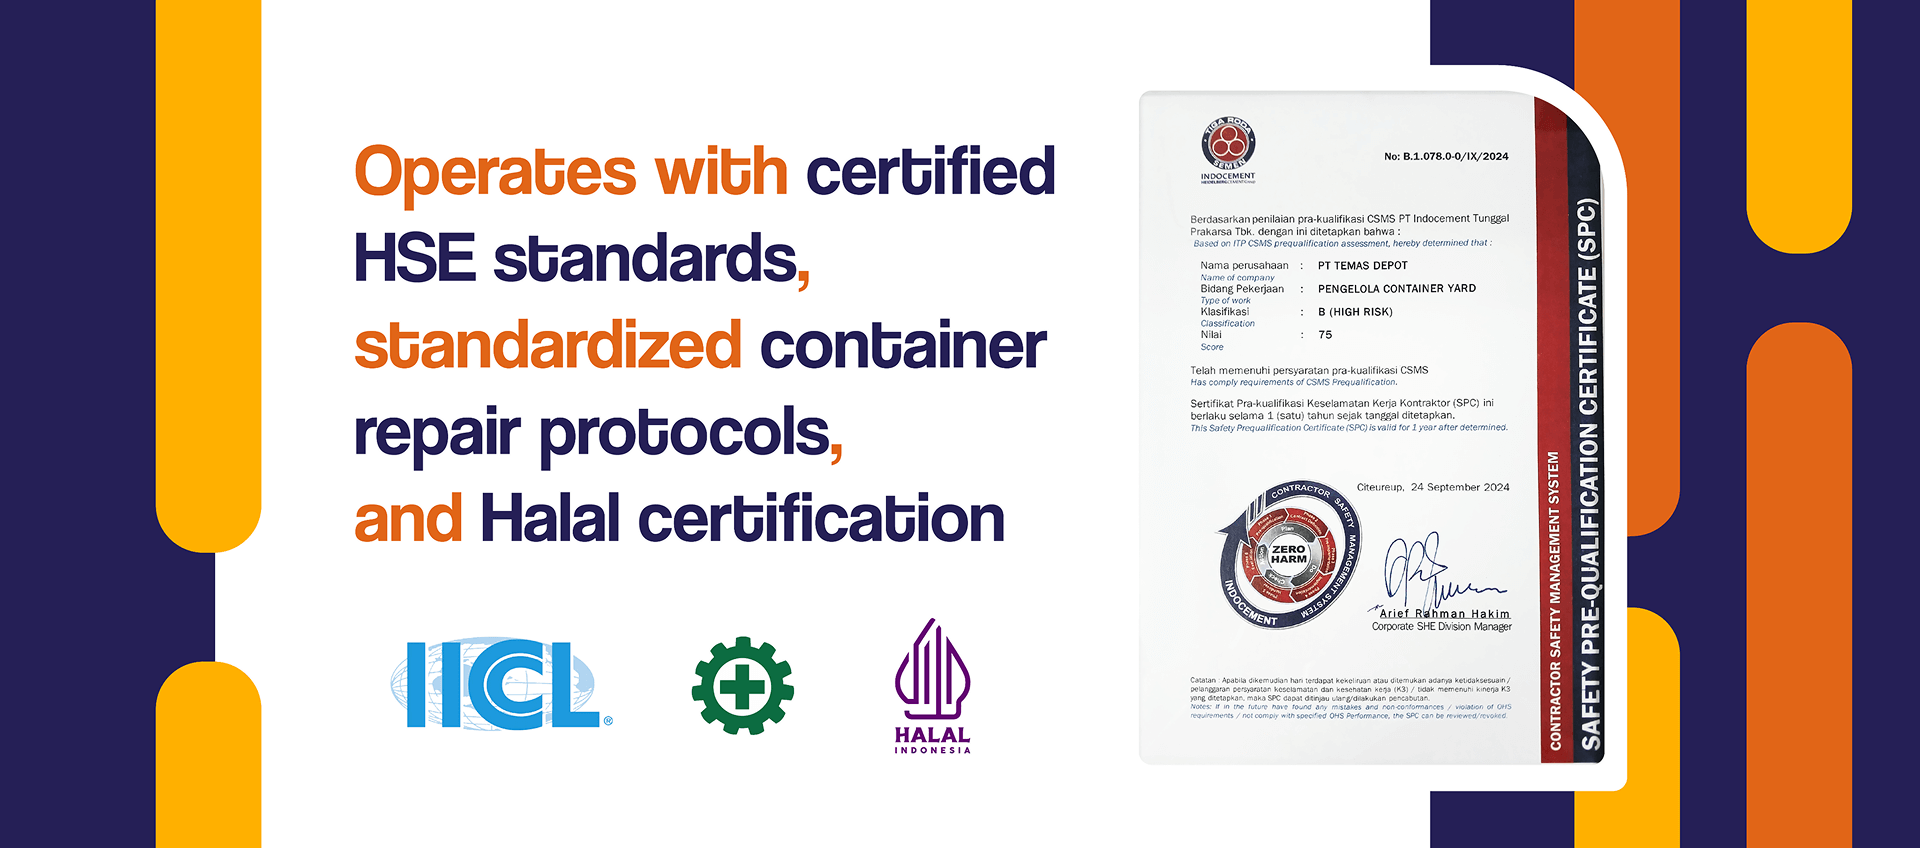 Operates with certified
HSE standards,
standardized container
repair protocols,
and Halal certification
IICL®
HALAL
INDONESIA
TIGA RODA
SEMEN
INDOCEMENT
HEIDELBERGCEMENT Group
No: B.1.078.0-0/IX/2024
Berdasarkan penilaian pra-kualifikasi CSMS PT Indocement Tunggal
Prakarsa Tbk. dengan ini ditetapkan bahwa :
Based on ITP CSMS prequalification assessment, hereby determined that :
Nama perusahaan : PT TEMAS DEPOT
Name of company
Bidang Pekerjaan : PENGELOLA CONTAINER YARD
Type of work
Klasifikasi : B (HIGH RISK)
Classification
Nilai : 75
Score
Telah memenuhi persyaratan pra-kualifikasi CSMS
Has comply requirements of CSMS Prequalification.
Sertifikat Pra-kualifikasi Keselamatan Kerja Kontraktor (SPC) ini
berlaku selama 1 (satu) tahun sejak tanggal ditetapkan.
This Safety Prequalification Certificate (SPC) is valid for 1 year after determined.
Citeureup, 24 September 2024
CONTRACTOR SAFETY MANAGEMENT SYSTEM
INDOCEMENT
Plan
Do
Check
ZERO
HARM
Arief Rahman Hakim
Corporate SHE Division Manager
Catatan : Apabila dikemudian hari terdapat kekeliruan atau ditemukan adanya ketidaksesuain /
pelanggaran persyaratan keselamatan dan kesehatan kerja (K3) / tidak memenuhi kinerja K3
yang ditetapkan, maka SPC dapat ditinjau ulang/dilakukan pencabutan.
Notes: If in the future have found any mistakes and non-conformances / violation of OHS
requirements / not comply with specified OHS Performance, the SPC can be reviewed/revoked.
CONTRACTOR SAFETY MANAGEMENT SYSTEM
SAFETY PRE-QUALIFICATION CERTIFICATE (SPC)